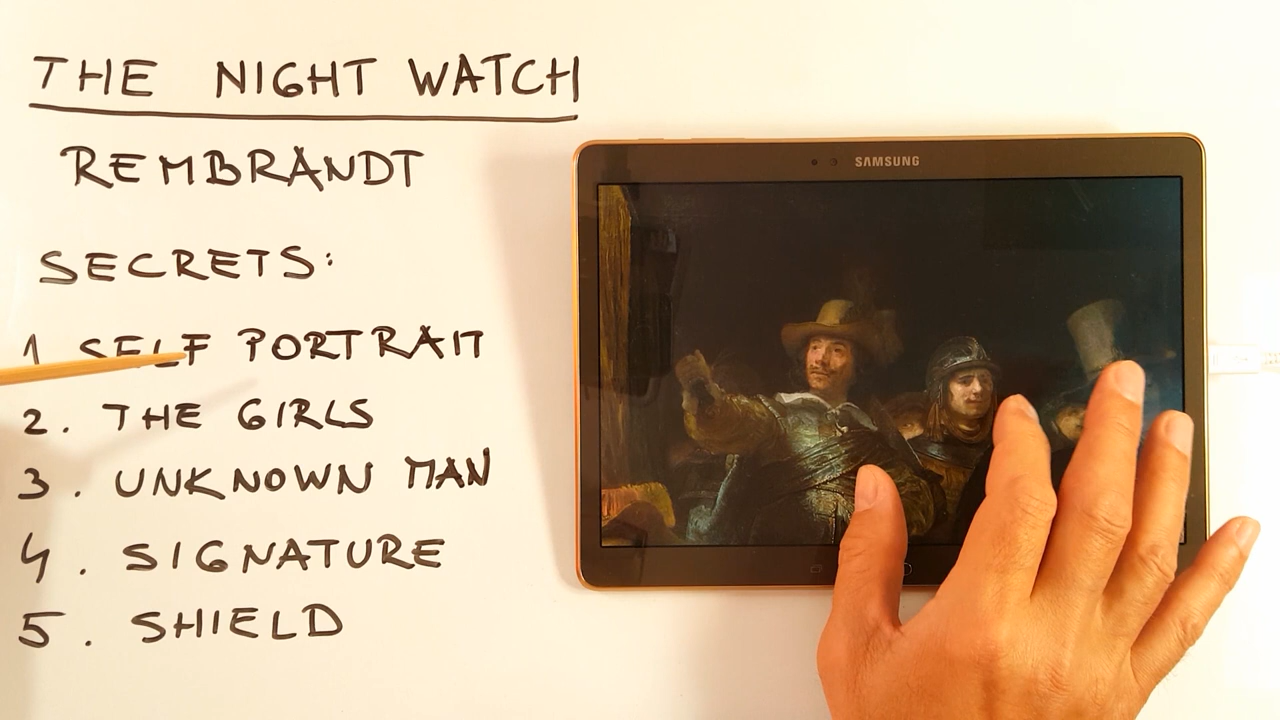 THE NIGHT WATCH
REMBRANDT
SECRETS:
1 SELF PORTRAIT
2. THE GIRLS
3. UNKNOWN MAN
4. SIGNATURE
5. SHIELD
SAMSUNG